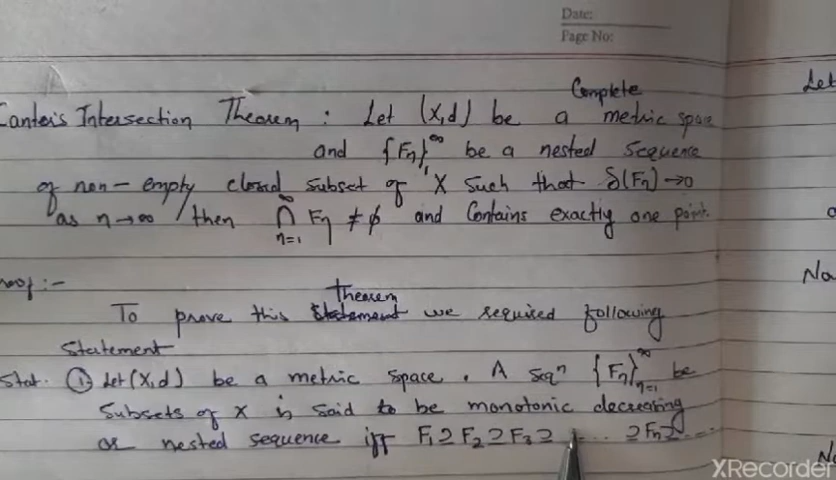 Date:
Page No:
Cantor's Intersection Theorem : Let (X,d) be a Complete metric space
and {Fn}₁^∞ be a nested sequence
of non-empty closed subset of X Such that δ(Fn)→0
as n→∞ / then ∞⋂n=1 Fn ≠ ϕ and Contains exactly one point.
Proof :-
To prove this Theorem we required following
Statement
Stat. ① Let (X,d) be a metric space. A seqⁿ {Fn}^∞n=1 be
Subsets of X is said to be monotonic decreasing
or nested sequence iff F₁⊇F₂⊇F₃⊇ .... ⊇Fn⊇....
Let
No
XRecorder